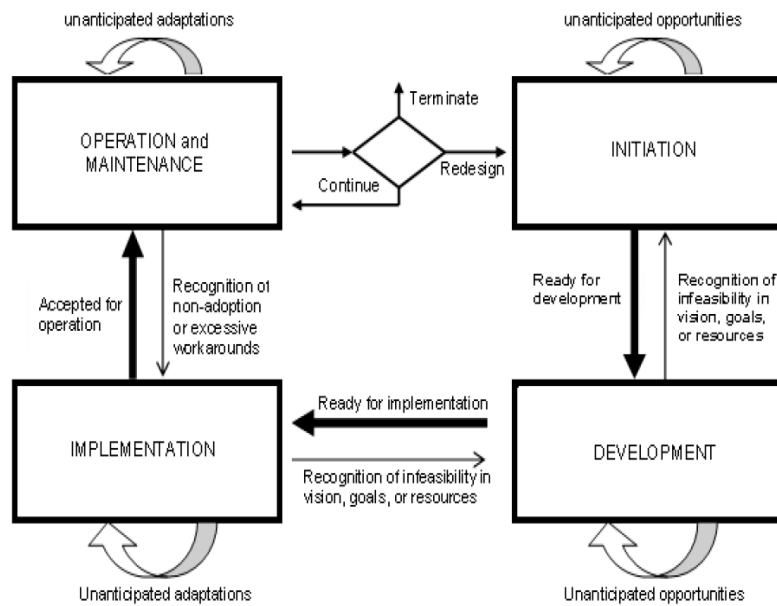 unanticipated adaptations
unanticipated opportunities
OPERATION and
MAINTENANCE
Terminate
Continue
Redesign
INITIATION
Accepted for
operation
Recognition of
non-adoption
or excessive
workarounds
Ready for
development
Recognition of
infeasibility in
vision, goals,
or resources
IMPLEMENTATION
Ready for implementation
Recognition of infeasibility in
vision, goals, or resources
DEVELOPMENT
Unanticipated adaptations
Unanticipated opportunities